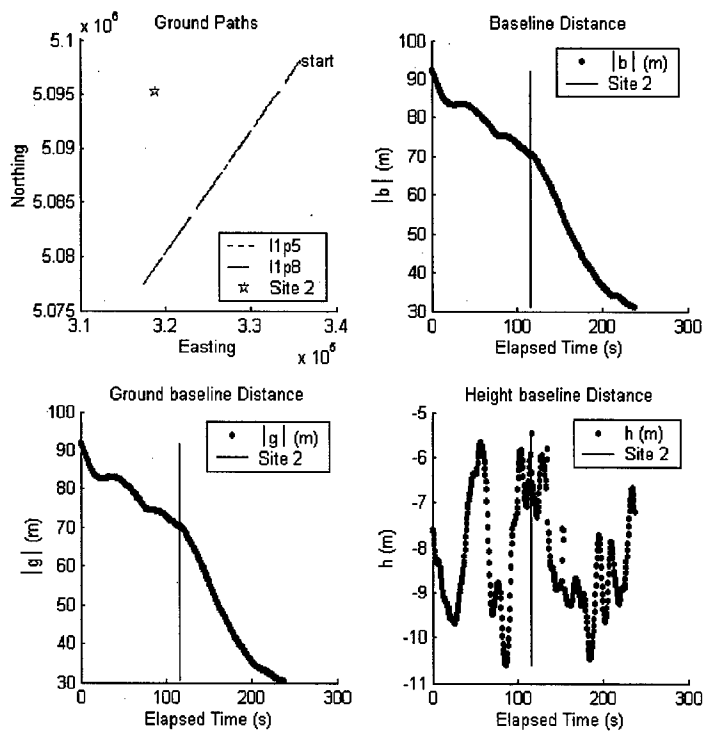 x 10^6
Ground Paths
5.1
5.095
5.09
5.085
5.08
5.075
Northing
start
l1p5
l1p8
Site 2
3.1
3.2
3.3
3.4
Easting
x 10^6
Baseline Distance
100
90
80
70
60
50
40
30
|b| (m)
|b| (m)
Site 2
0
100
200
300
Elapsed Time (s)
Ground baseline Distance
100
90
80
70
60
50
40
30
|g| (m)
|g| (m)
Site 2
0
100
200
300
Elapsed Time (s)
Height baseline Distance
-5
-6
-7
-8
-9
-10
-11
h (m)
h (m)
Site 2
0
100
200
300
Elapsed Time (s)